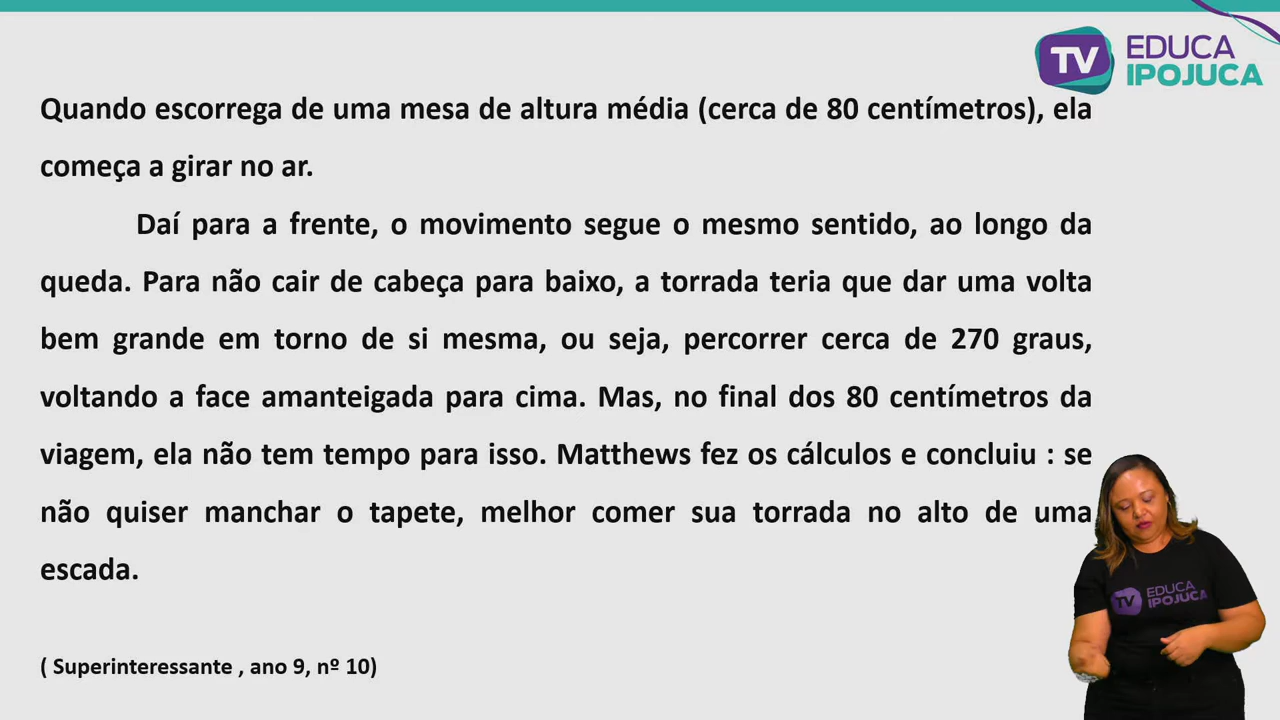 TV EDUCA
IPOJUCA
Quando escorrega de uma mesa de altura média (cerca de 80 centímetros), ela
começa a girar no ar.
Daí para a frente, o movimento segue o mesmo sentido, ao longo da
queda. Para não cair de cabeça para baixo, a torrada teria que dar uma volta
bem grande em torno de si mesma, ou seja, percorrer cerca de 270 graus,
voltando a face amanteigada para cima. Mas, no final dos 80 centímetros da
viagem, ela não tem tempo para isso. Matthews fez os cálculos e concluiu : se
não quiser manchar o tapete, melhor comer sua torrada no alto de uma
escada.
TV EDUCA
IPOJUCA
( Superinteressante , ano 9, nº 10)